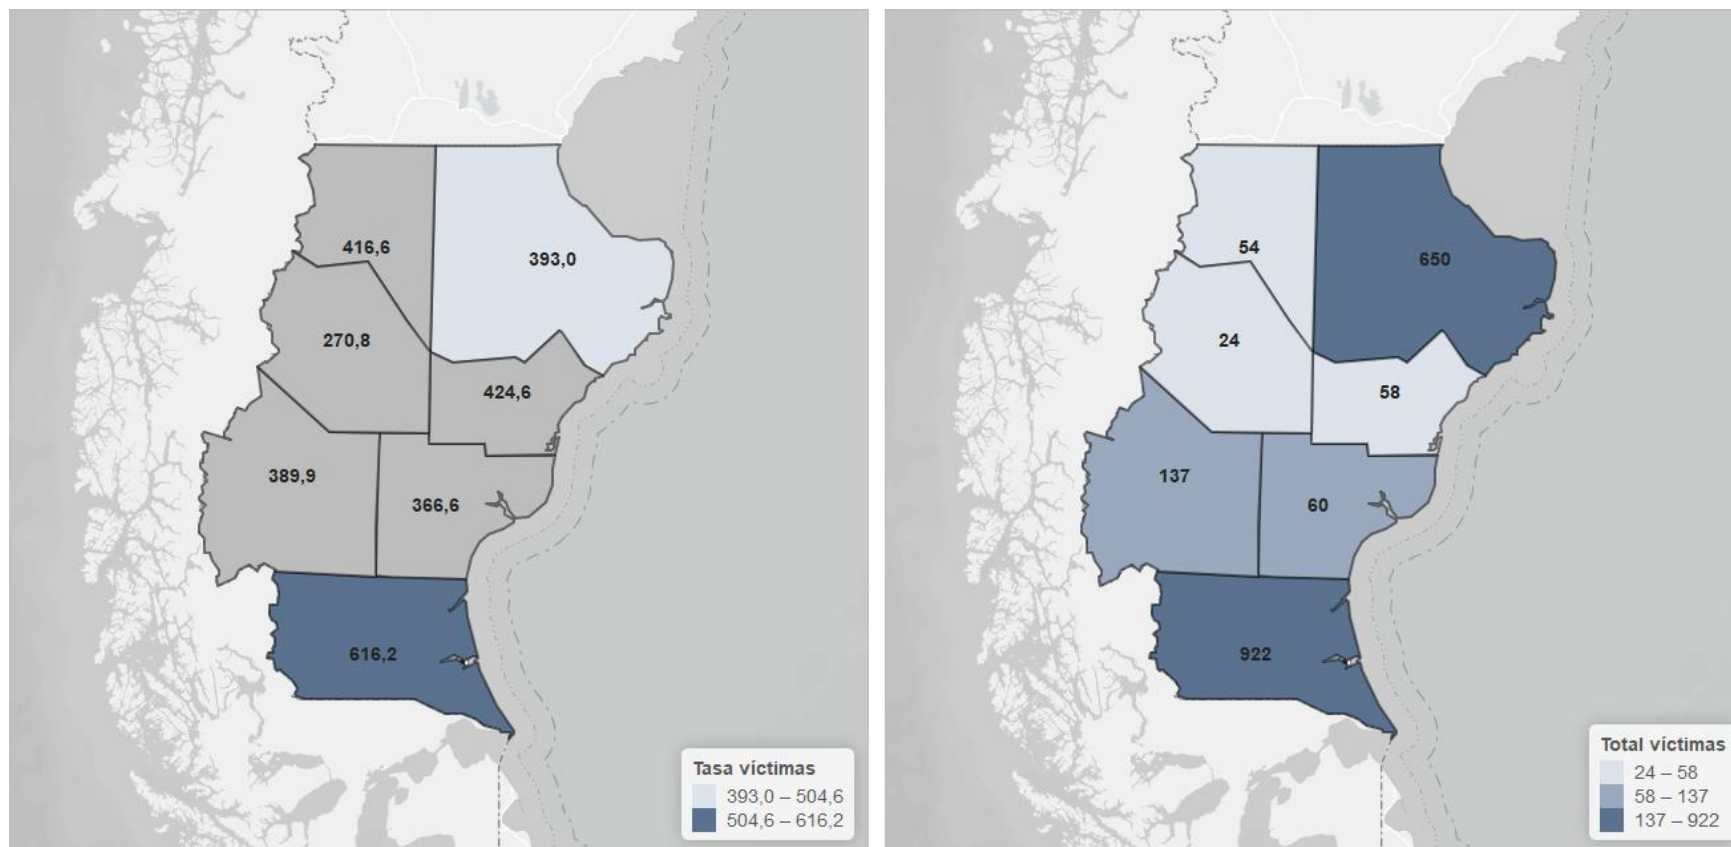 416,6
393,0
270,8
424,6
389,9
366,6
616,2
Tasa víctimas
393,0 – 504,6
504,6 – 616,2
54
650
24
58
137
60
922
Total víctimas
24 – 58
58 – 137
137 – 922